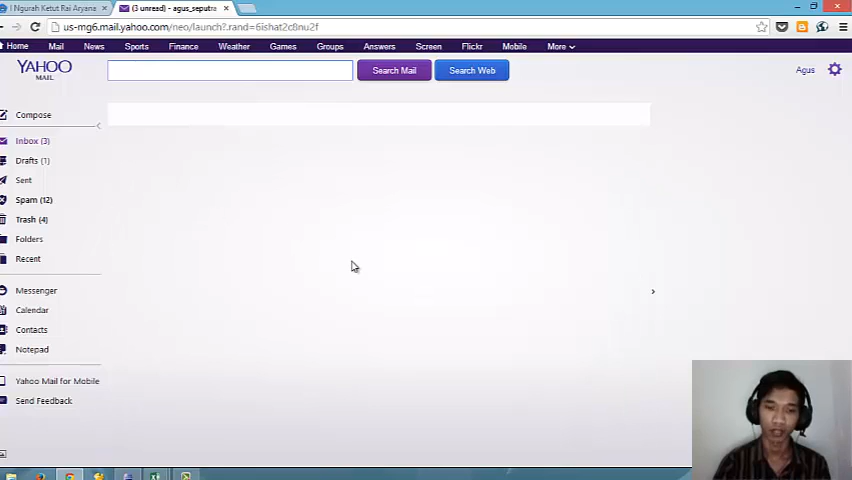 I Ngurah Ketut Rai Aryana
(3 unread) - agus_seputra
us-mg6.mail.yahoo.com/neo/launch?.rand=6ishat2c8nu2f
Home Mail News Sports Finance Weather Games Groups Answers Screen Flickr Mobile More
YAHOO
MAIL
Search Mail
Search Web
Agus
Compose
Inbox (3)
Drafts (1)
Sent
Spam (12)
Trash (4)
Folders
Recent
Messenger
Calendar
Contacts
Notepad
Yahoo Mail for Mobile
Send Feedback